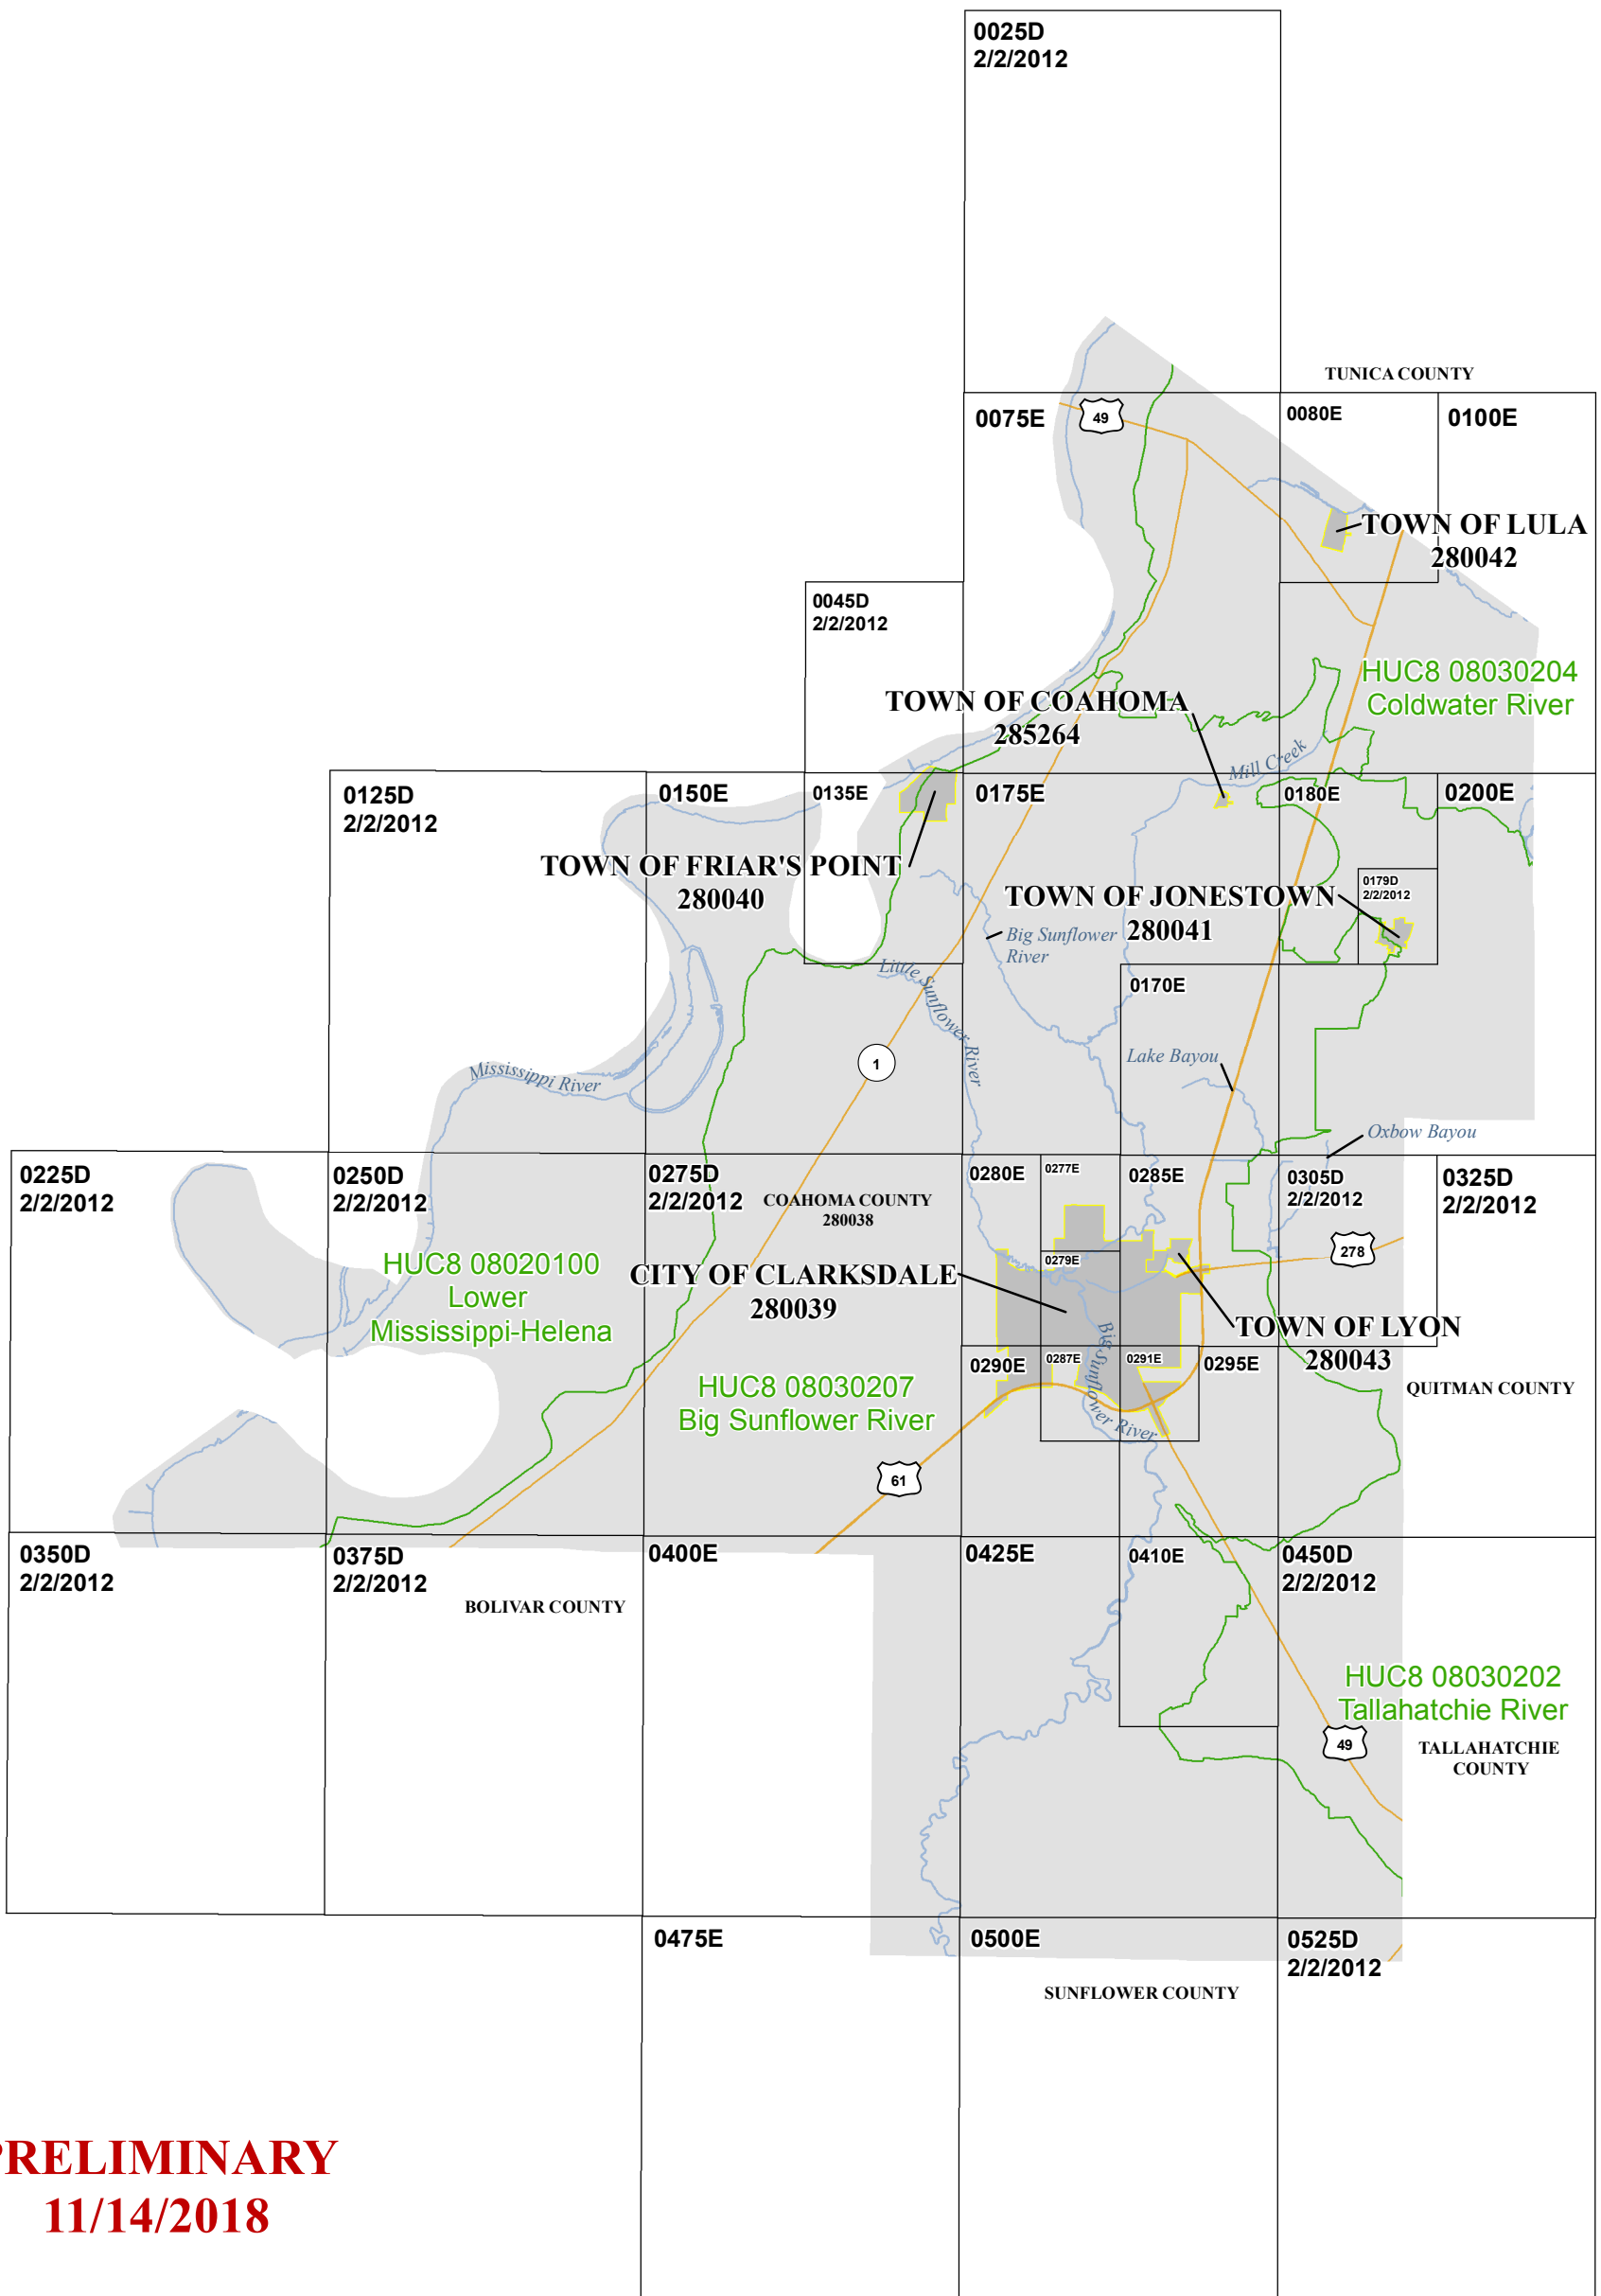 0025D
2/2/2012
TUNICA COUNTY
0075E
49
0080E
0100E
TOWN OF LULA
280042
0045D
2/2/2012
HUC8 08030204
Coldwater River
TOWN OF COAHOMA
285264
Mill Creek
0125D
2/2/2012
0150E
0135E
0175E
0180E
0200E
TOWN OF FRIAR'S POINT
280040
0179D
2/2/2012
TOWN OF JONESTOWN
280041
Big Sunflower
River
Little Sunflower River
0170E
Lake Bayou
1
Mississippi River
Oxbow Bayou
0225D
2/2/2012
0250D
2/2/2012
0275D
2/2/2012
COAHOMA COUNTY
280038
0280E
0277E
0285E
0305D
2/2/2012
0325D
2/2/2012
278
HUC8 08020100
Lower
Mississippi-Helena
0279E
CITY OF CLARKSDALE
280039
TOWN OF LYON
280043
Big Sunflower River
0290E
0287E
0291E
0295E
QUITMAN COUNTY
HUC8 08030207
Big Sunflower River
61
0350D
2/2/2012
0375D
2/2/2012
BOLIVAR COUNTY
0400E
0425E
0410E
0450D
2/2/2012
HUC8 08030202
Tallahatchie River
49
TALLAHATCHIE
COUNTY
0475E
0500E
0525D
2/2/2012
SUNFLOWER COUNTY
PRELIMINARY
11/14/2018